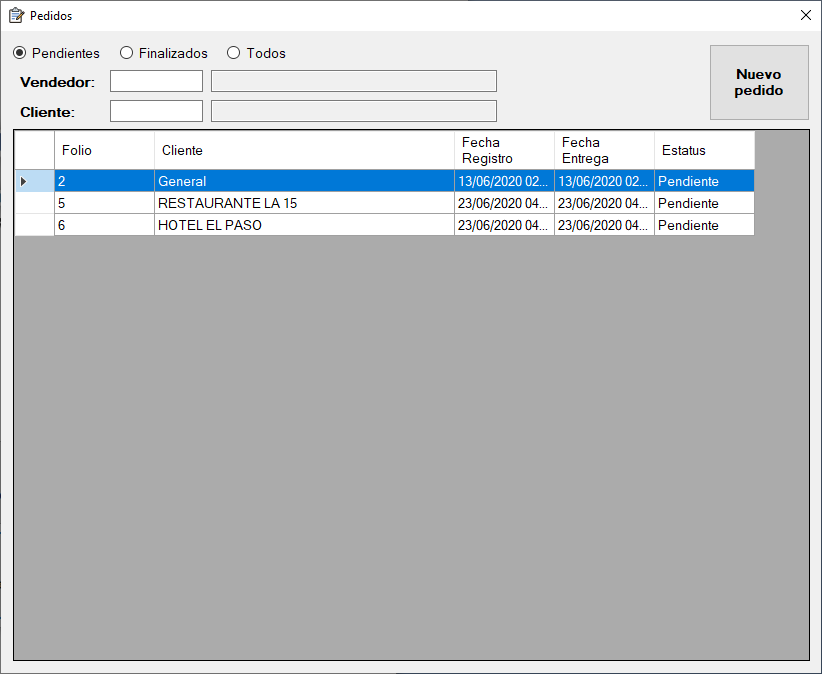 Pedidos
Pendientes Finalizados Todos
Vendedor:
Cliente:
Nuevo
pedido
Folio Cliente Fecha Registro Fecha Entrega Estatus
2 General 13/06/2020 02... 13/06/2020 02... Pendiente
5 RESTAURANTE LA 15 23/06/2020 04... 23/06/2020 04... Pendiente
6 HOTEL EL PASO 23/06/2020 04... 23/06/2020 04... Pendiente